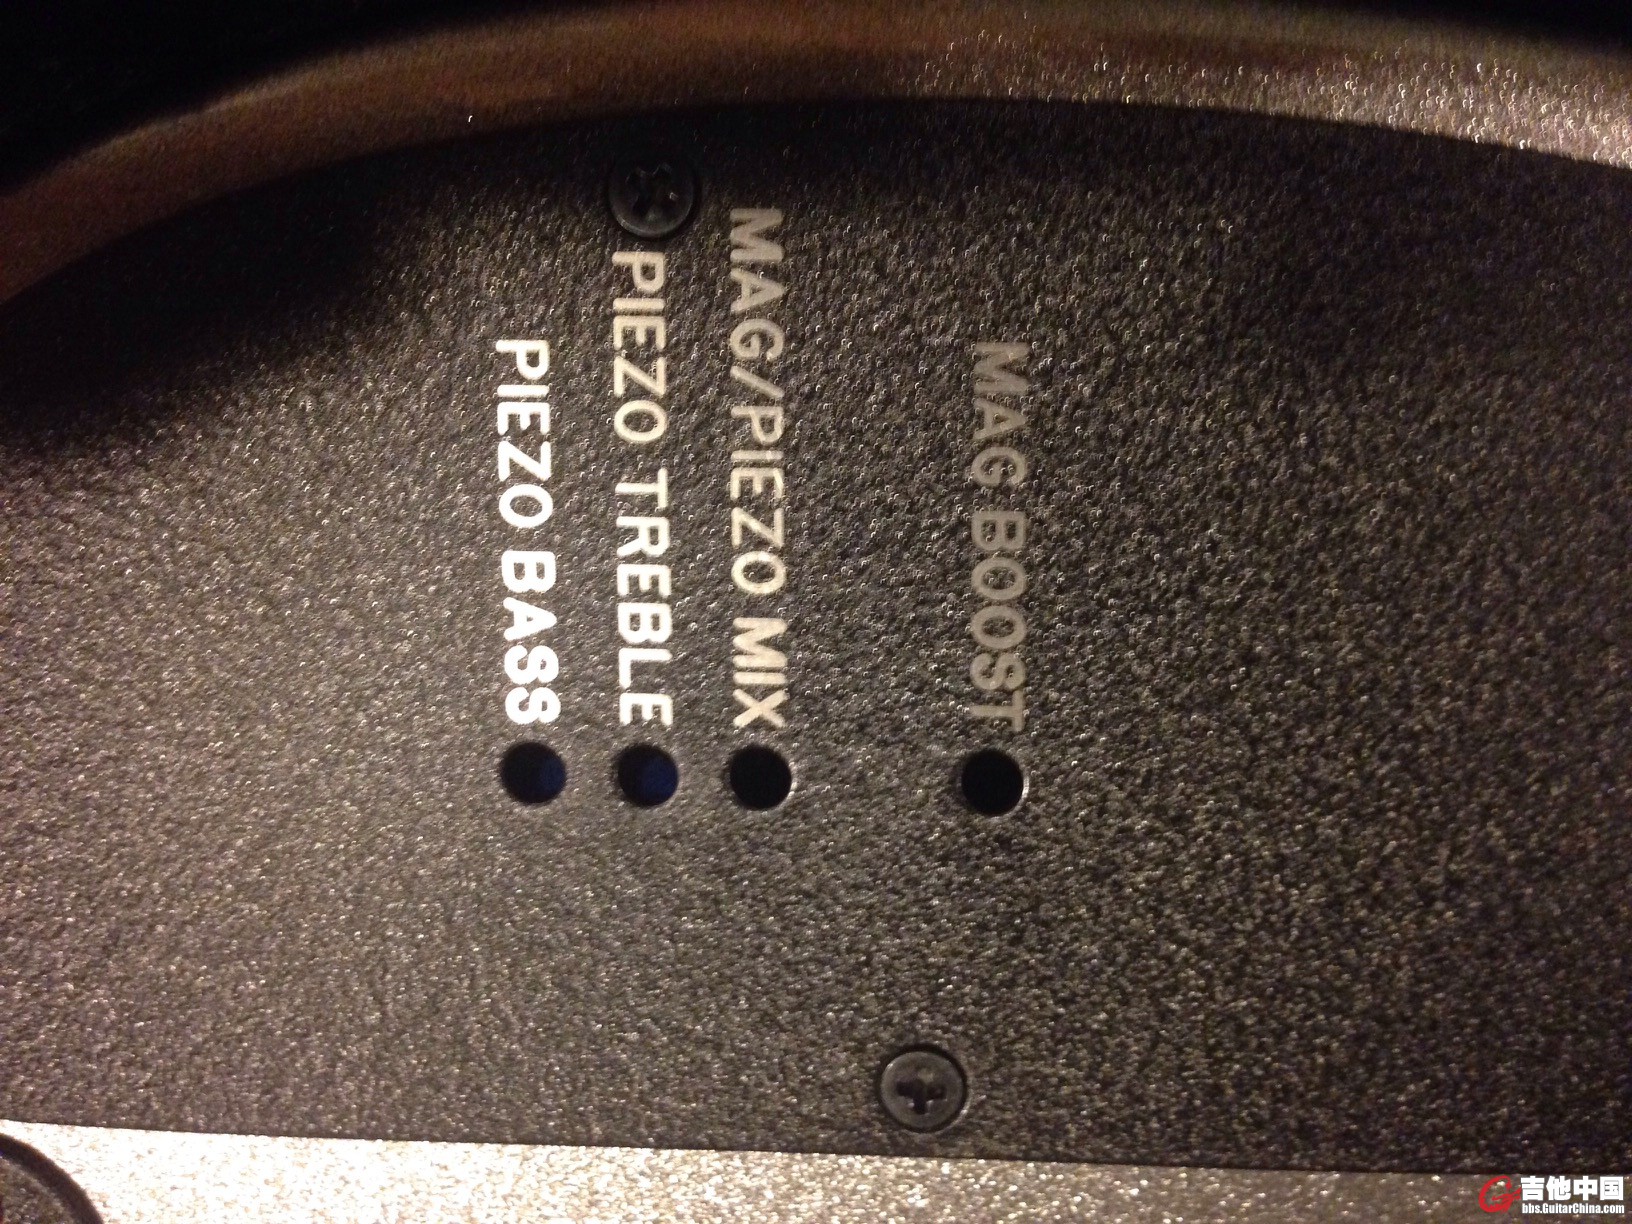 PIEZO BASS
PIEZO TREBLE
MAG/PIEZO MIX
MAG BOOST
吉他中国
bbs.GuitarChina.com